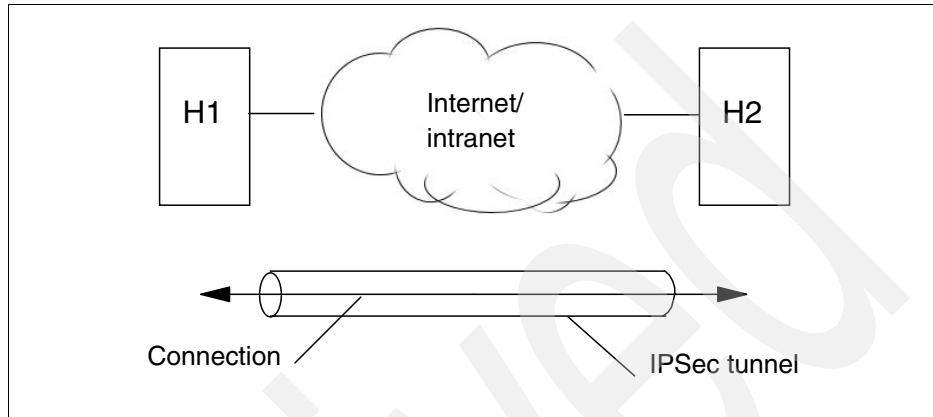 H1
Internet/
intranet
H2
Connection
IPSec tunnel